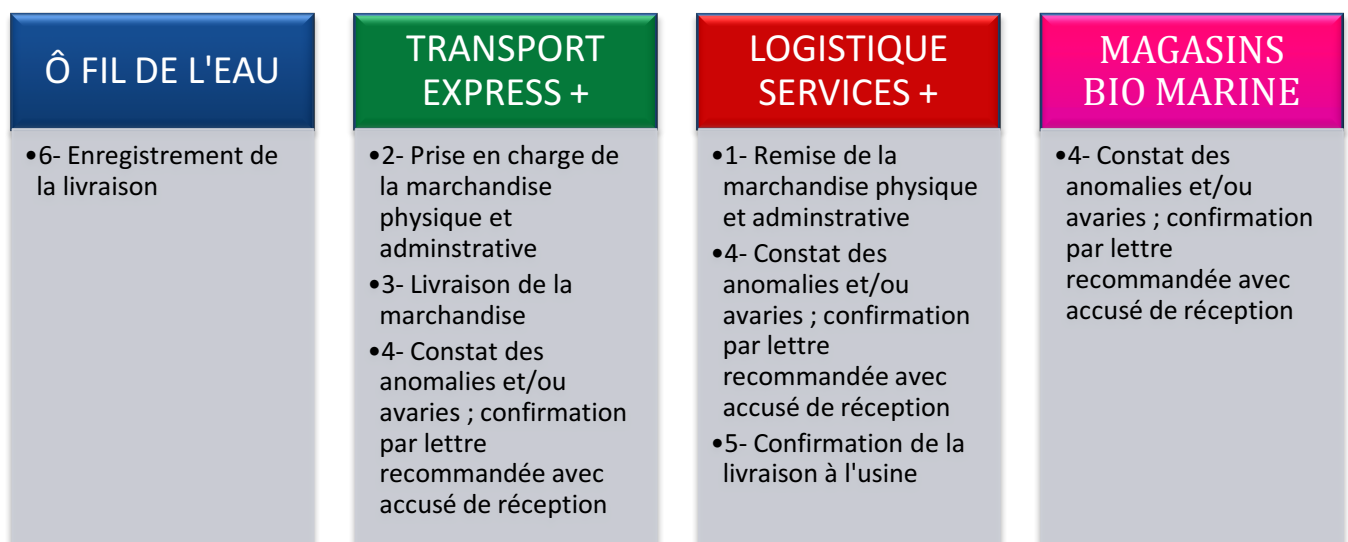 Ô FIL DE L'EAU
•6- Enregistrement de
la livraison
TRANSPORT
EXPRESS +
•2- Prise en charge de
la marchandise
physique et
adminstrative
•3- Livraison de la
marchandise
•4- Constat des
anomalies et/ou
avaries ; confirmation
par lettre
recommandée avec
accusé de réception
LOGISTIQUE
SERVICES +
•1- Remise de la
marchandise physique
et adminstrative
•4- Constat des
anomalies et/ou
avaries ; confirmation
par lettre
recommandée avec
accusé de réception
•5- Confirmation de la
livraison à l'usine
MAGASINS
BIO MARINE
•4- Constat des
anomalies et/ou
avaries ; confirmation
par lettre
recommandée avec
accusé de réception